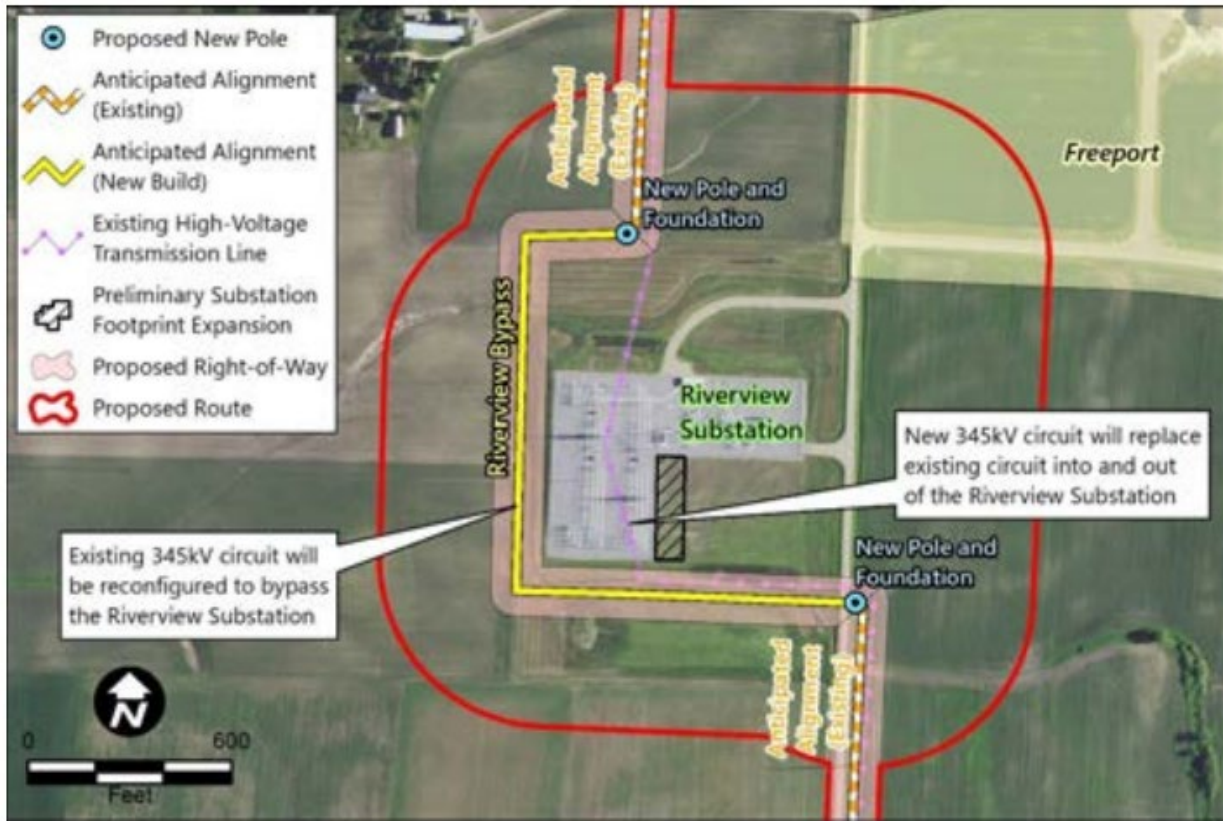 Proposed New Pole
Anticipated Alignment
(Existing)
Anticipated Alignment
(New Build)
Existing High-Voltage
Transmission Line
Preliminary Substation
Footprint Expansion
Proposed Right-of-Way
Proposed Route
Anticipated
Alignment
(Existing)
Freeport
New Pole and
Foundation
Riverview Bypass
Riverview
Substation
New 345kV circuit will replace
existing circuit into and out
of the Riverview Substation
Existing 345kV circuit will
be reconfigured to bypass
the Riverview Substation
New Pole and
Foundation
Anticipated
Alignment
(Existing)
N
0 600
Feet